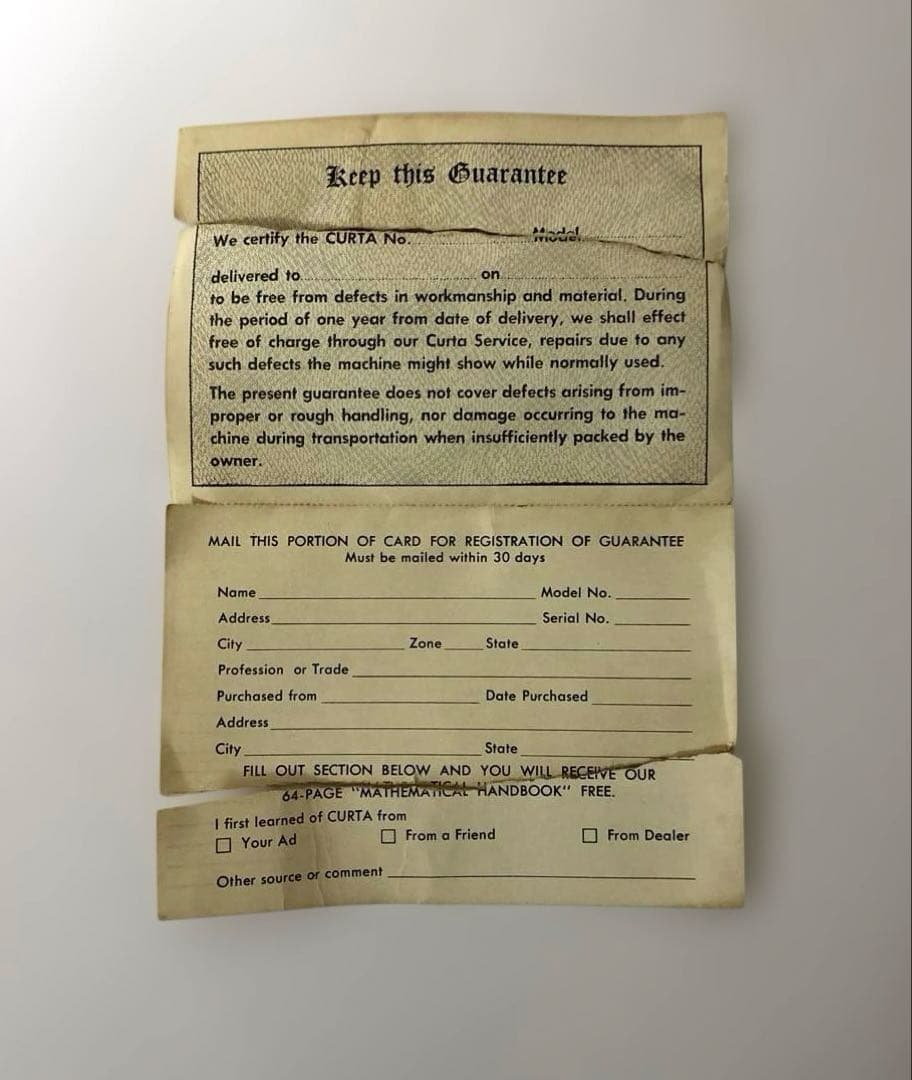 Keep this Guarantee
We certify the CURTA No. Model
delivered to on
to be free from defects in workmanship and material. During
the period of one year from date of delivery, we shall effect
free of charge through our Curta Service, repairs due to any
such defects the machine might show while normally used.
The present guarantee does not cover defects arising from im-
proper or rough handling, nor damage occurring to the ma-
chine during transportation when insufficiently packed by the
owner.
MAIL THIS PORTION OF CARD FOR REGISTRATION OF GUARANTEE
Must be mailed within 30 days
Name Model No.
Address Serial No.
City Zone State
Profession or Trade
Purchased from Date Purchased
Address
City State
FILL OUT SECTION BELOW AND YOU WILL RECEIVE OUR
64-PAGE "MATHEMATICAL HANDBOOK" FREE.
I first learned of CURTA from
☐ Your Ad ☐ From a Friend ☐ From Dealer
Other source or comment